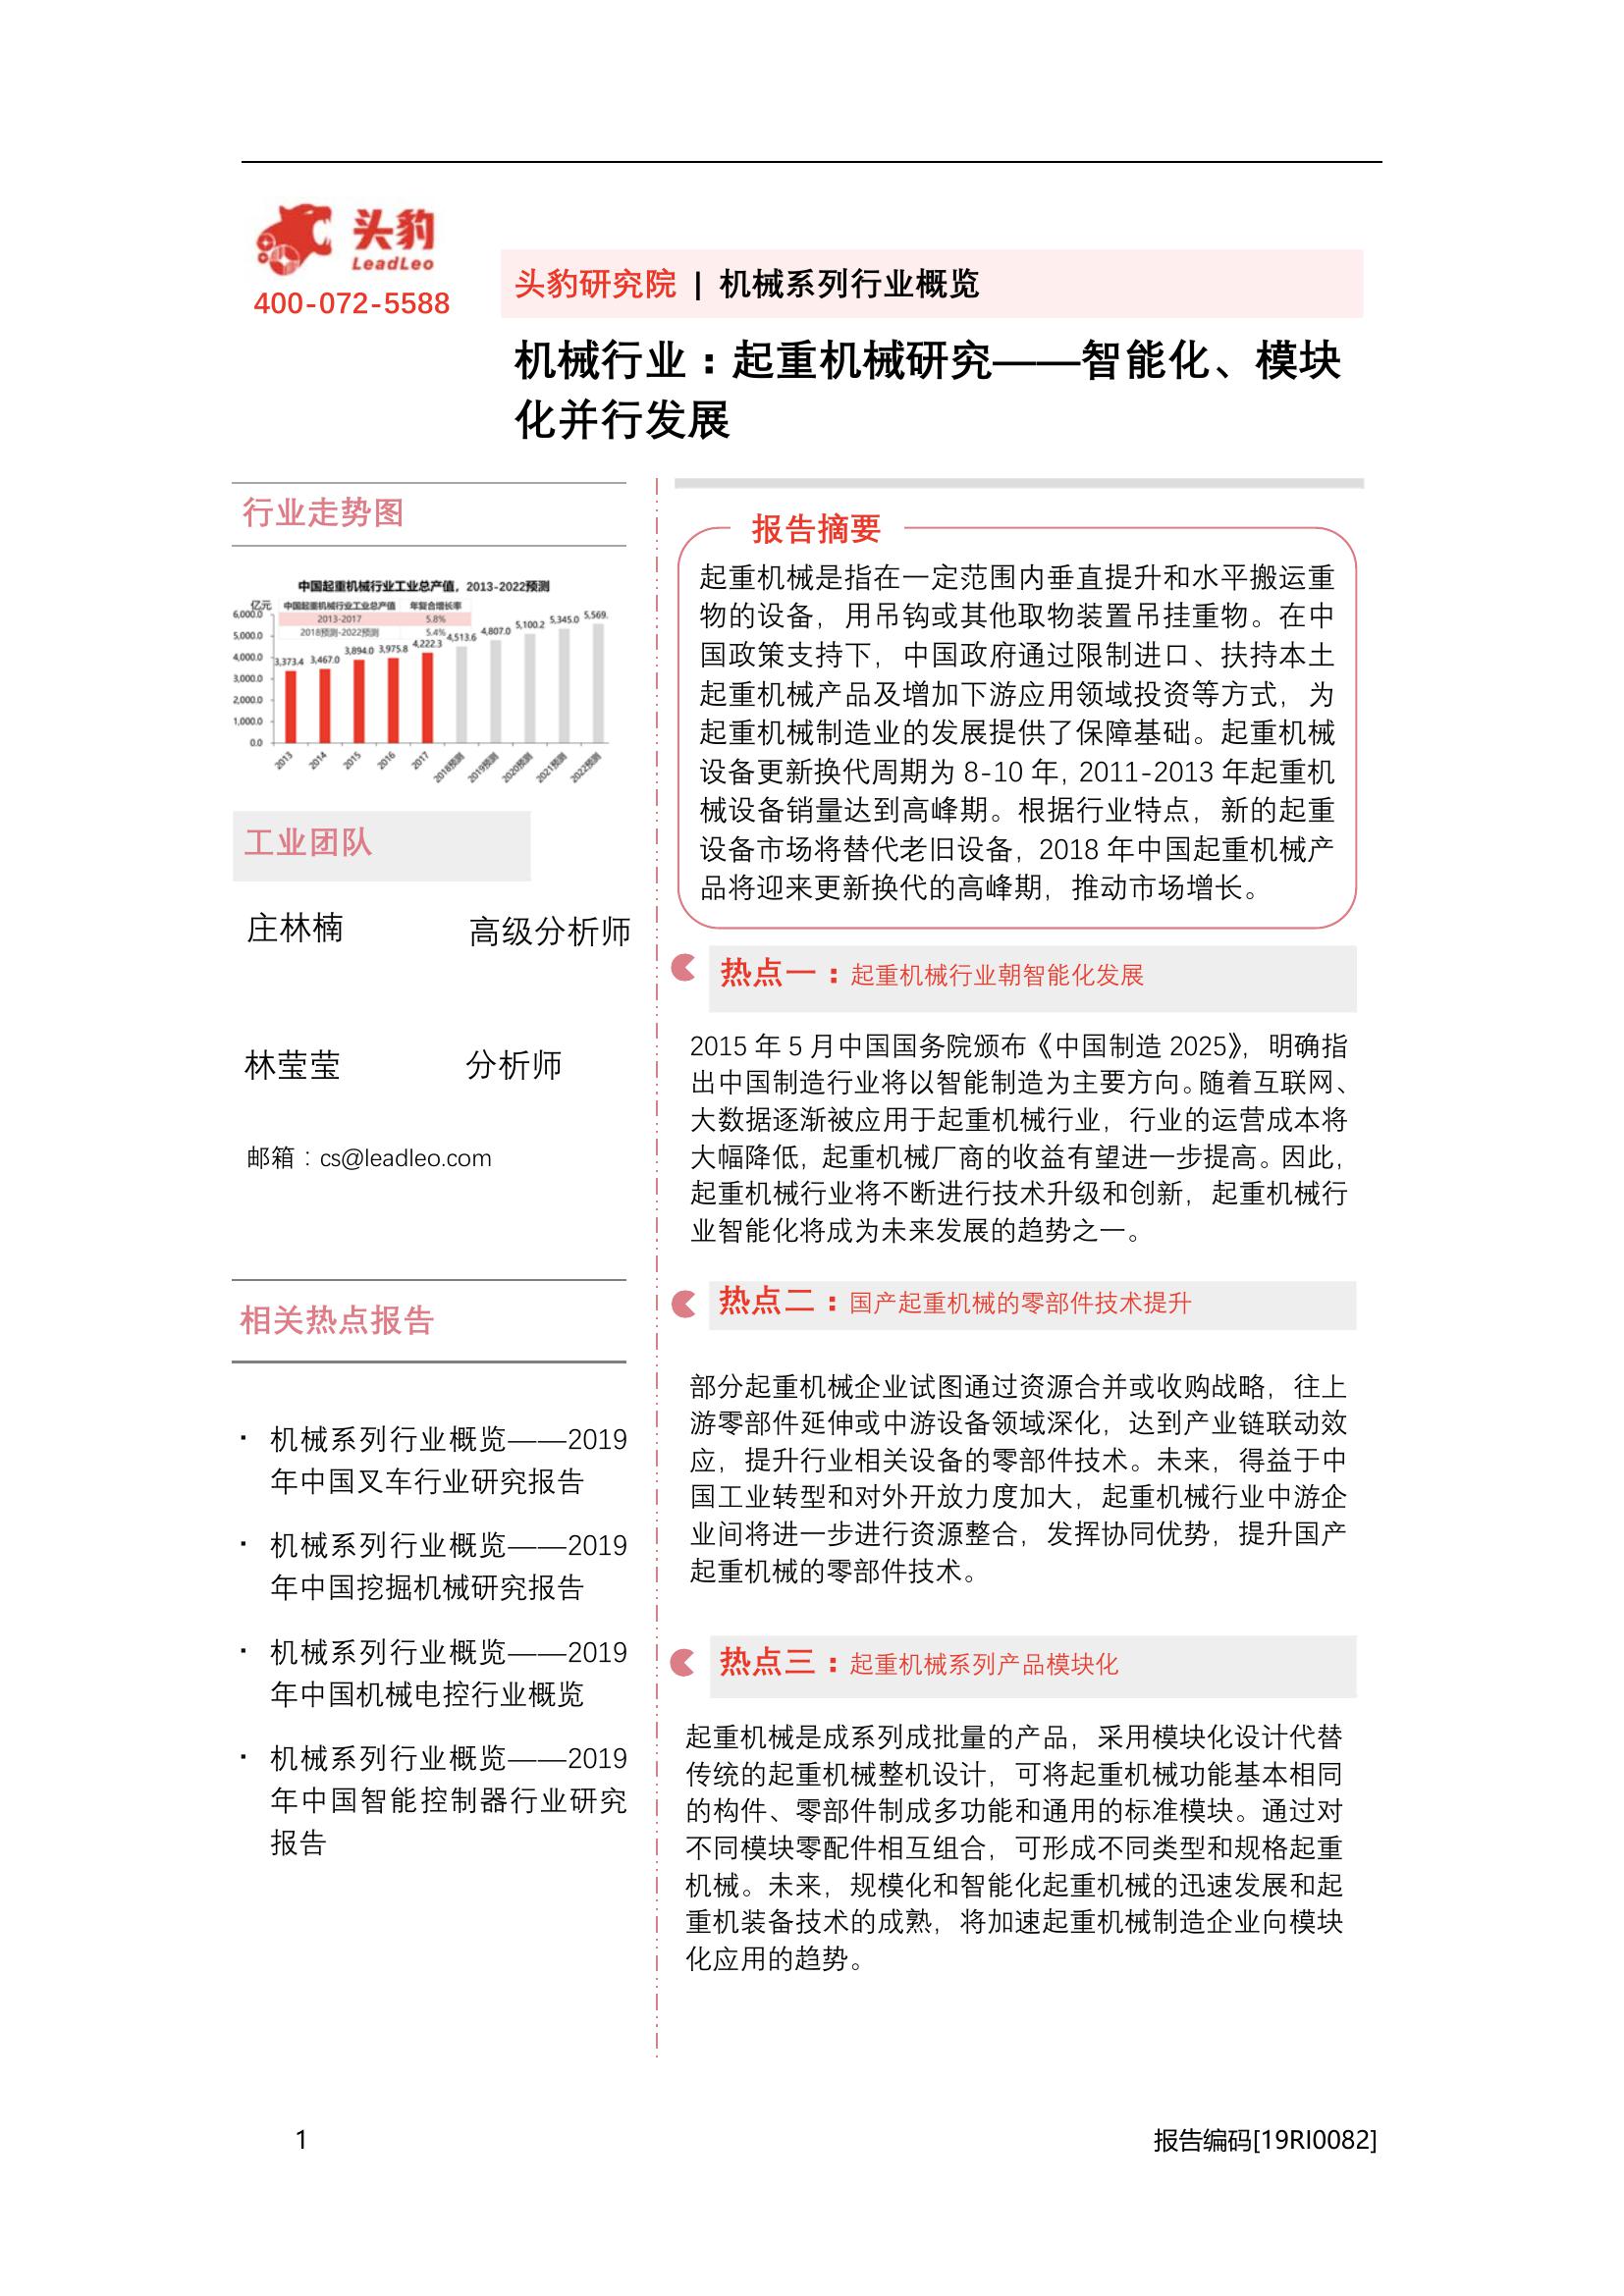 头豹
LeadLeo
400-072-5588
头豹研究院 | 机械系列行业概览
机械行业：起重机械研究——智能化、模块
化并行发展
行业走势图
中国起重机械行业工业总产值，2013-2022预测
亿元
中国起重机械行业工业总产值 年复合增长率
2013-2017 5.8%
2018预测-2022预测 5.4%
6,000.0
5,000.0
4,000.0
3,000.0
2,000.0
1,000.0
0.0
3,373.4 3,467.0 3,894.0 3,975.8 4,222.3 4,513.6 4,807.0 5,100.2 5,345.0 5,569.
2013 2014 2015 2016 2017 2018预测 2019预测 2020预测 2021预测 2022预测
工业团队
庄林楠 高级分析师
林莹莹 分析师
邮箱：cs@leadleo.com
相关热点报告
· 机械系列行业概览——2019
年中国叉车行业研究报告
· 机械系列行业概览——2019
年中国挖掘机械研究报告
· 机械系列行业概览——2019
年中国机械电控行业概览
· 机械系列行业概览——2019
年中国智能控制器行业研究
报告
报告摘要
起重机械是指在一定范围内垂直提升和水平搬运重
物的设备，用吊钩或其他取物装置吊挂重物。在中
国政策支持下，中国政府通过限制进口、扶持本土
起重机械产品及增加下游应用领域投资等方式，为
起重机械制造业的发展提供了保障基础。起重机械
设备更新换代周期为 8-10 年，2011-2013 年起重机
械设备销量达到高峰期。根据行业特点，新的起重
设备市场将替代老旧设备，2018 年中国起重机械产
品将迎来更新换代的高峰期，推动市场增长。
热点一：起重机械行业朝智能化发展
2015 年 5 月中国国务院颁布《中国制造 2025》，明确指
出中国制造行业将以智能制造为主要方向。随着互联网、
大数据逐渐被应用于起重机械行业，行业的运营成本将
大幅降低，起重机械厂商的收益有望进一步提高。因此，
起重机械行业将不断进行技术升级和创新，起重机械行
业智能化将成为未来发展的趋势之一。
热点二：国产起重机械的零部件技术提升
部分起重机械企业试图通过资源合并或收购战略，往上
游零部件延伸或中游设备领域深化，达到产业链联动效
应，提升行业相关设备的零部件技术。未来，得益于中
国工业转型和对外开放力度加大，起重机械行业中游企
业间将进一步进行资源整合，发挥协同优势，提升国产
起重机械的零部件技术。
热点三：起重机械系列产品模块化
起重机械是成系列成批量的产品，采用模块化设计代替
传统的起重机械整机设计，可将起重机械功能基本相同
的构件、零部件制成多功能和通用的标准模块。通过对
不同模块零配件相互组合，可形成不同类型和规格起重
机械。未来，规模化和智能化起重机械的迅速发展和起
重机装备技术的成熟，将加速起重机械制造企业向模块
化应用的趋势。
1
报告编码[19RI0082]